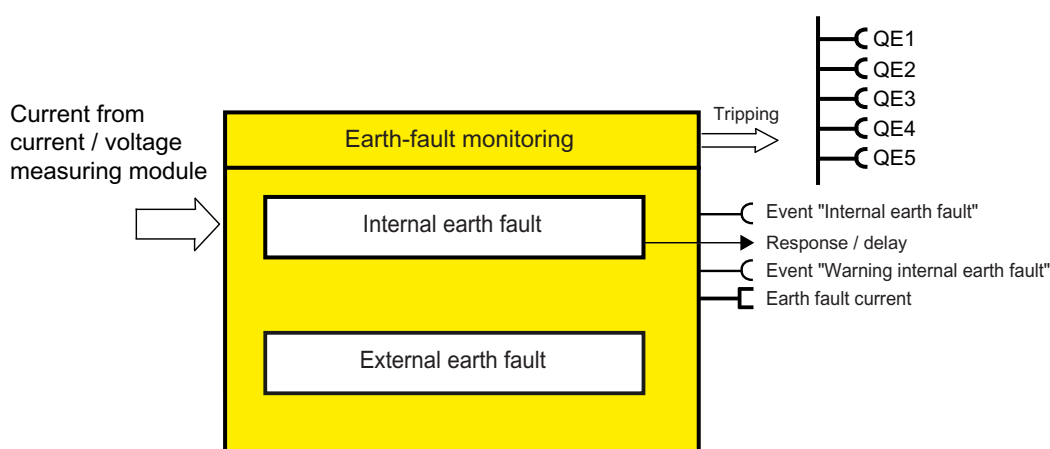 QE1
QE2
QE3
QE4
QE5
Tripping
Current from
current / voltage
measuring module
Earth-fault monitoring
Internal earth fault
Event "Internal earth fault"
Response / delay
Event "Warning internal earth fault"
Earth fault current
External earth fault